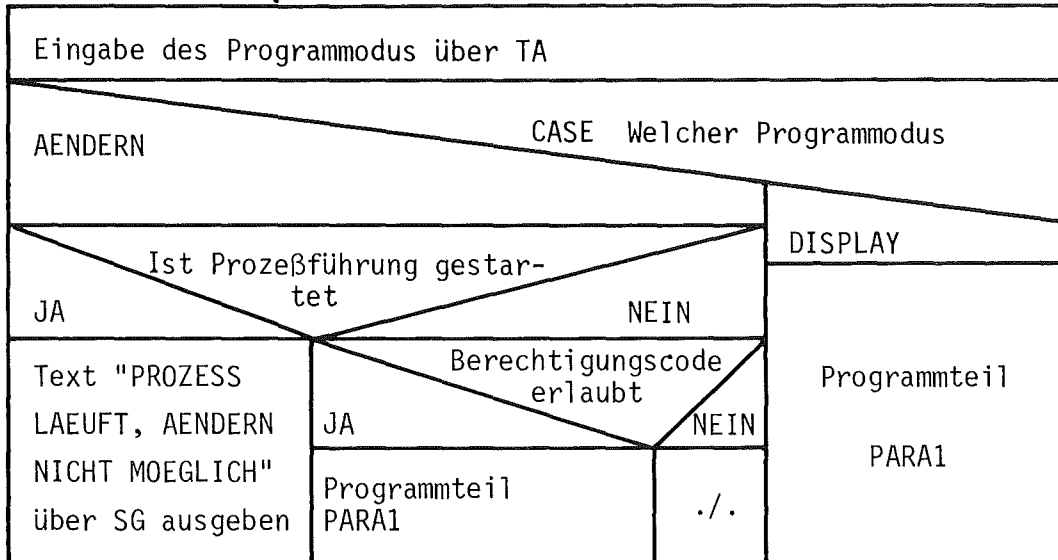 Eingabe des Programmodus über TA
CASE Welcher Programmodus
AENDERN
DISPLAY
Ist Prozeßführung gestar-
tet
JA
NEIN
Text "PROZESS
LAEUFT, AENDERN
NICHT MOEGLICH"
über SG ausgeben
Berechtigungscode
erlaubt
JA
NEIN
Programmteil
PARA1
./.
Programmteil
PARA1